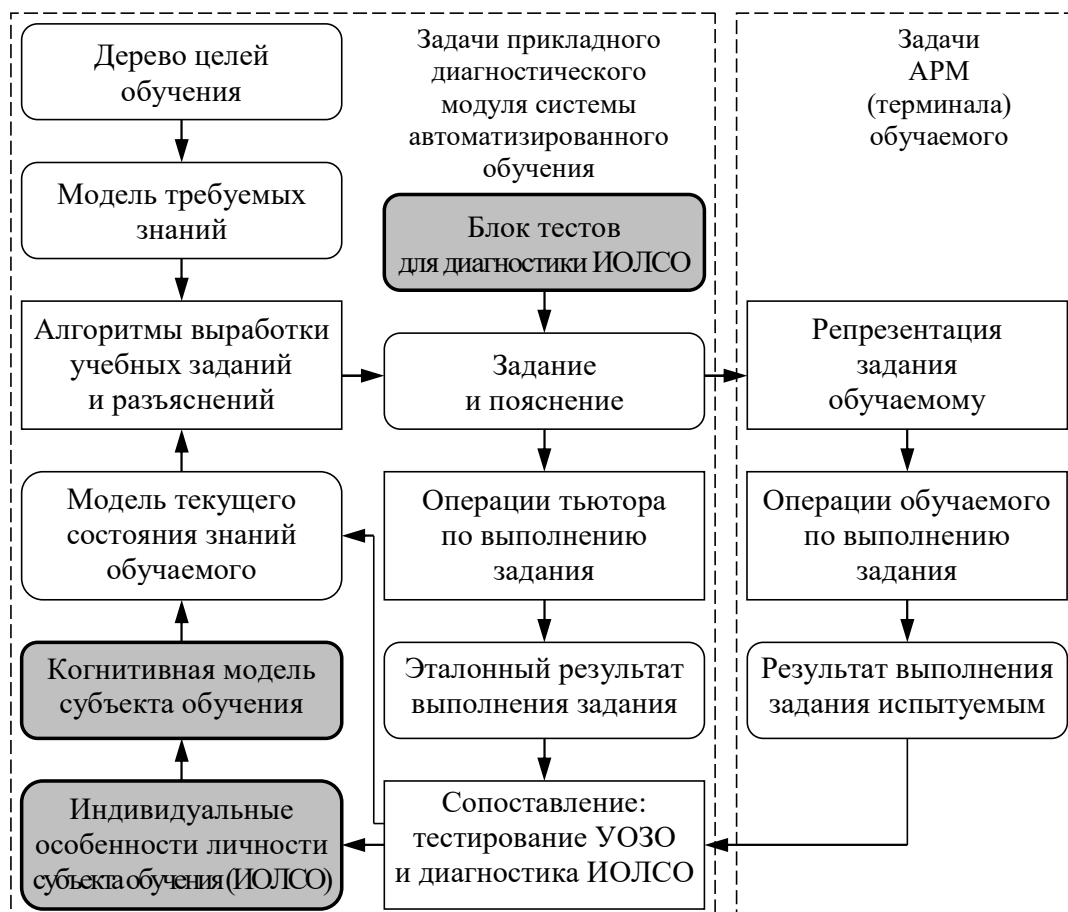 Дерево целей
обучения
Модель требуемых
знаний
Алгоритмы выработки
учебных заданий
и разъяснений
Модель текущего
состояния знаний
обучаемого
Когнитивная модель
субъекта обучения
Индивидуальные
особенности личности
субъекта обучения (ИОЛСО)
Задачи прикладного
диагностического
модуля системы
автоматизированного
обучения
Блок тестов
для диагностики ИОЛСО
Задание
и пояснение
Операции тьютора
по выполнению
задания
Эталонный результат
выполнения задания
Сопоставление:
тестирование УОЗО
и диагностика ИОЛСО
Задачи
АРМ
(терминала)
обучаемого
Репрезентация
задания
обучаемому
Операции обучаемого
по выполнению
задания
Результат выполнения
задания испытуемым